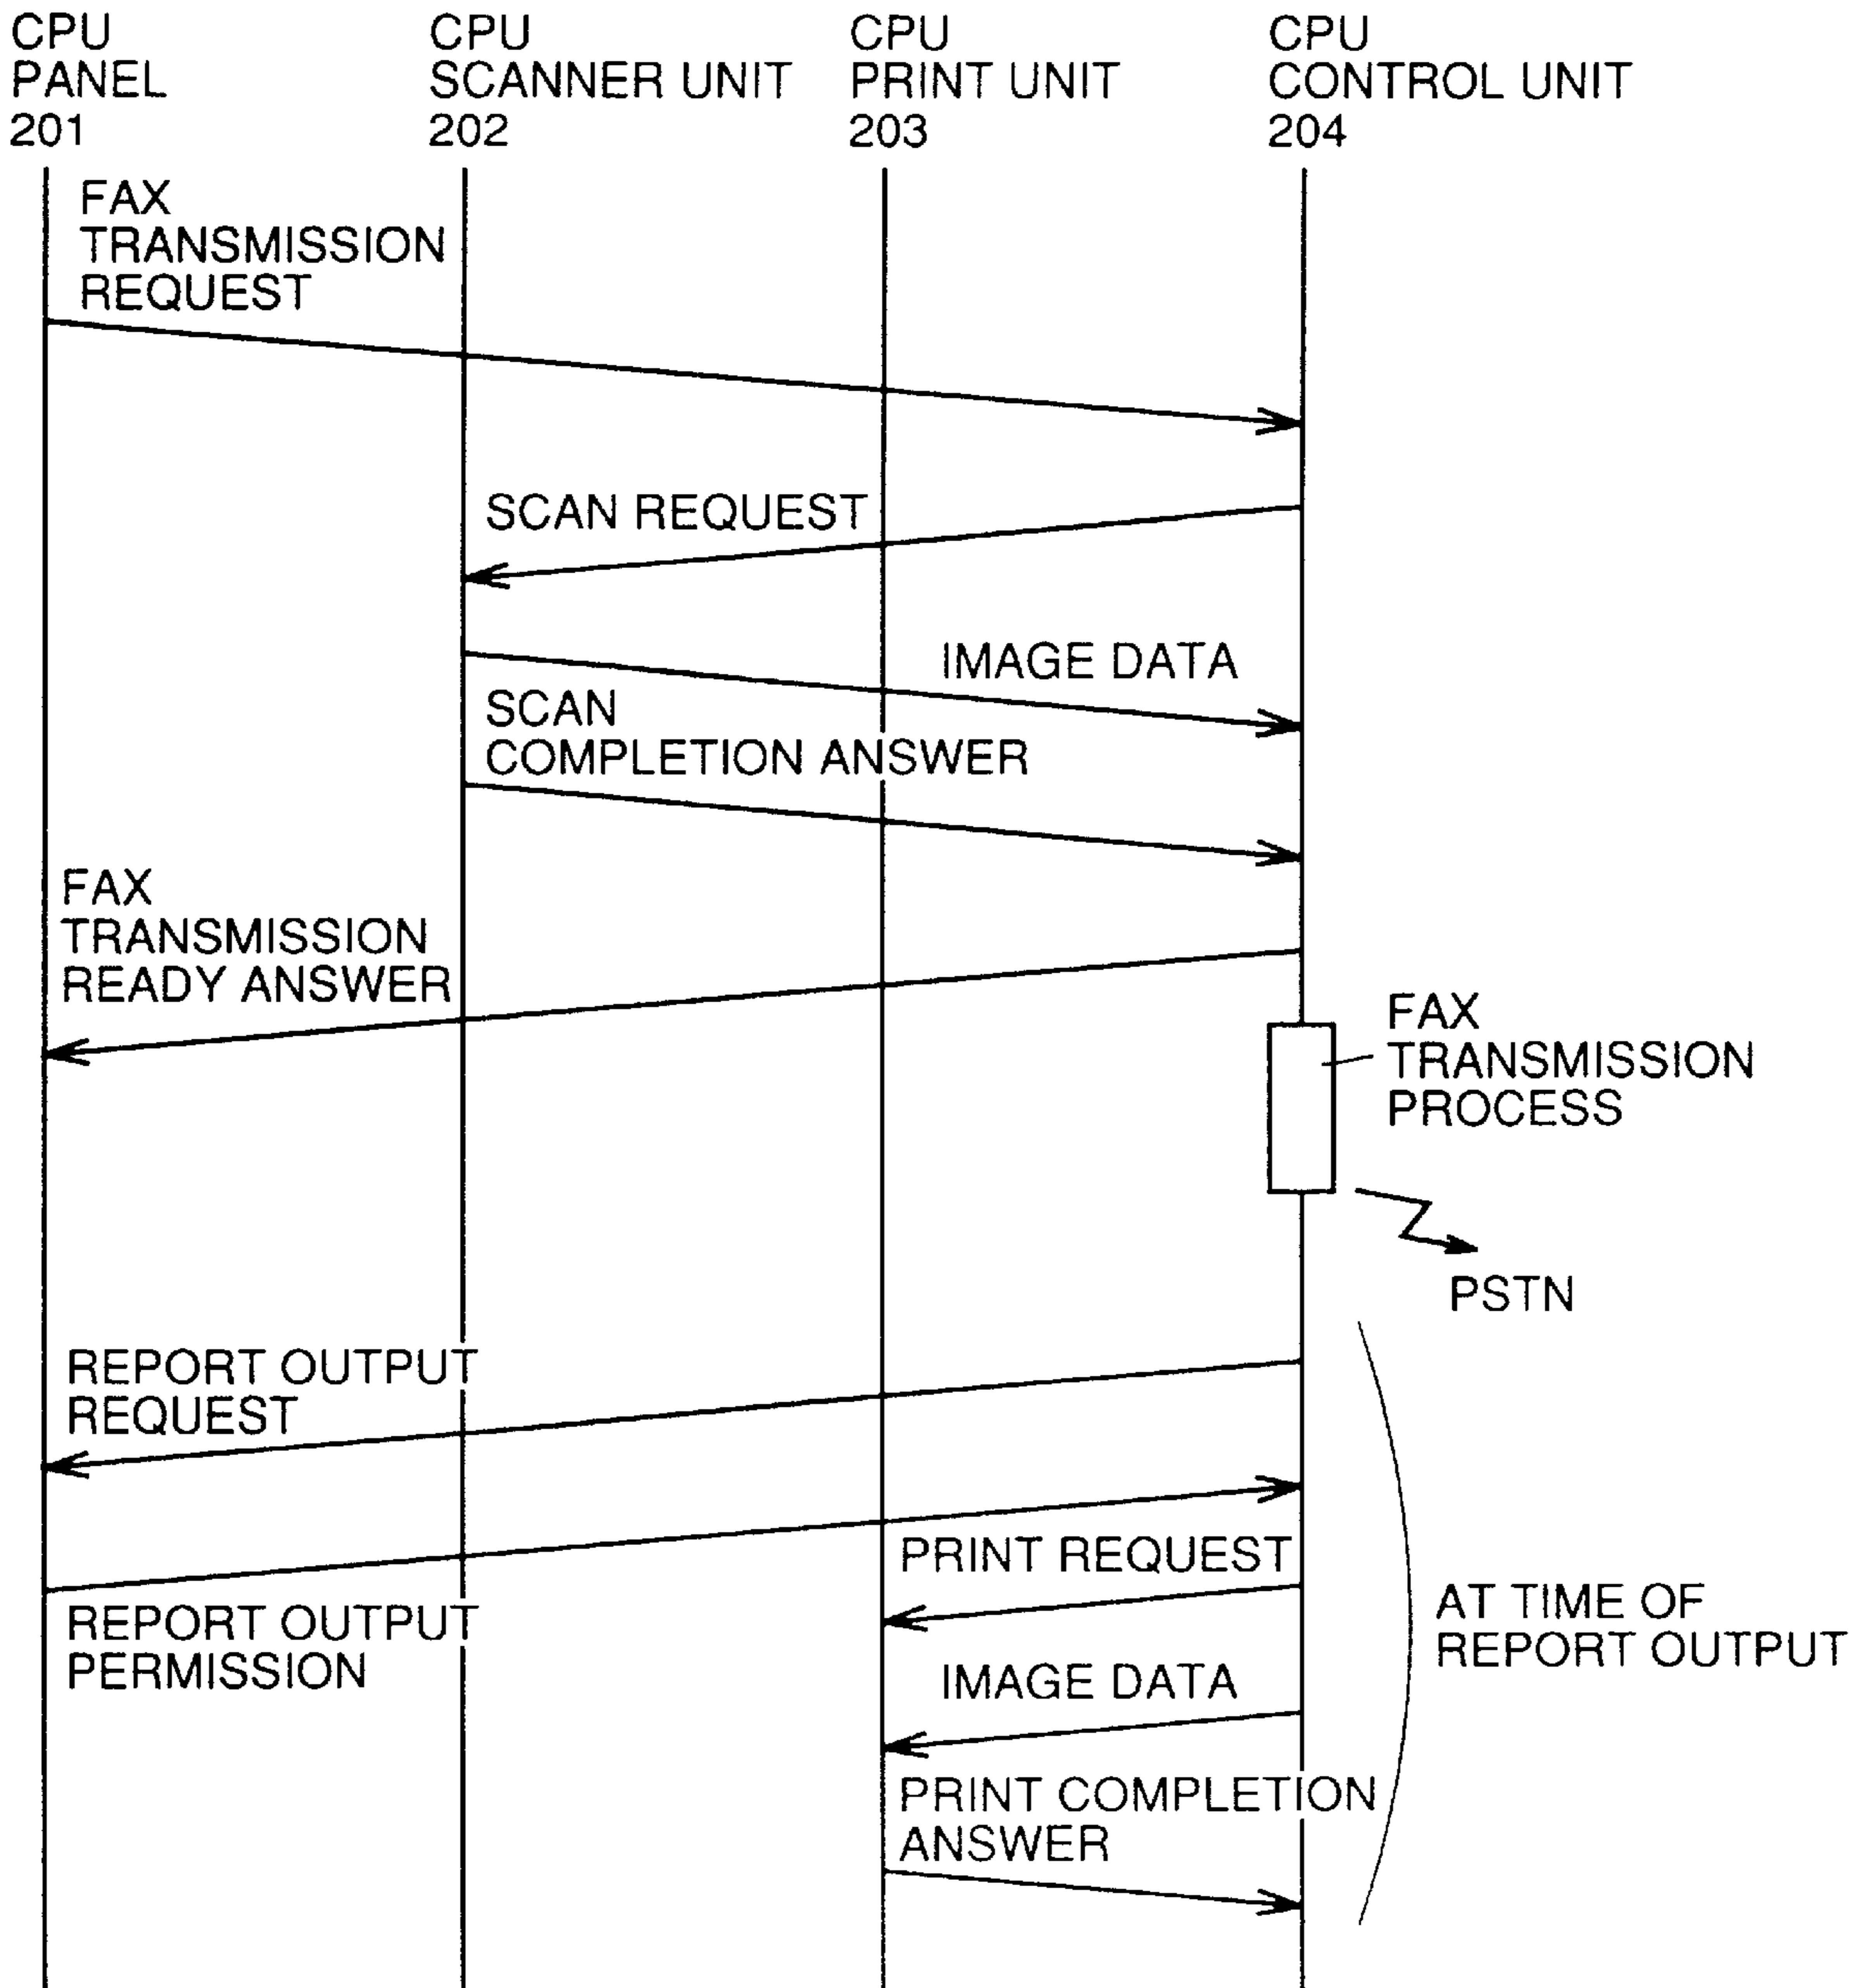 CPU
PANEL
201
CPU
SCANNER UNIT
202
CPU
PRINT UNIT
203
CPU
CONTROL UNIT
204
FAX
TRANSMISSION
REQUEST
SCAN REQUEST
IMAGE DATA
SCAN
COMPLETION ANSWER
FAX
TRANSMISSION
READY ANSWER
FAX
TRANSMISSION
PROCESS
PSTN
REPORT OUTPUT
REQUEST
PRINT REQUEST
REPORT OUTPUT
PERMISSION
AT TIME OF
REPORT OUTPUT
IMAGE DATA
PRINT COMPLETION
ANSWER